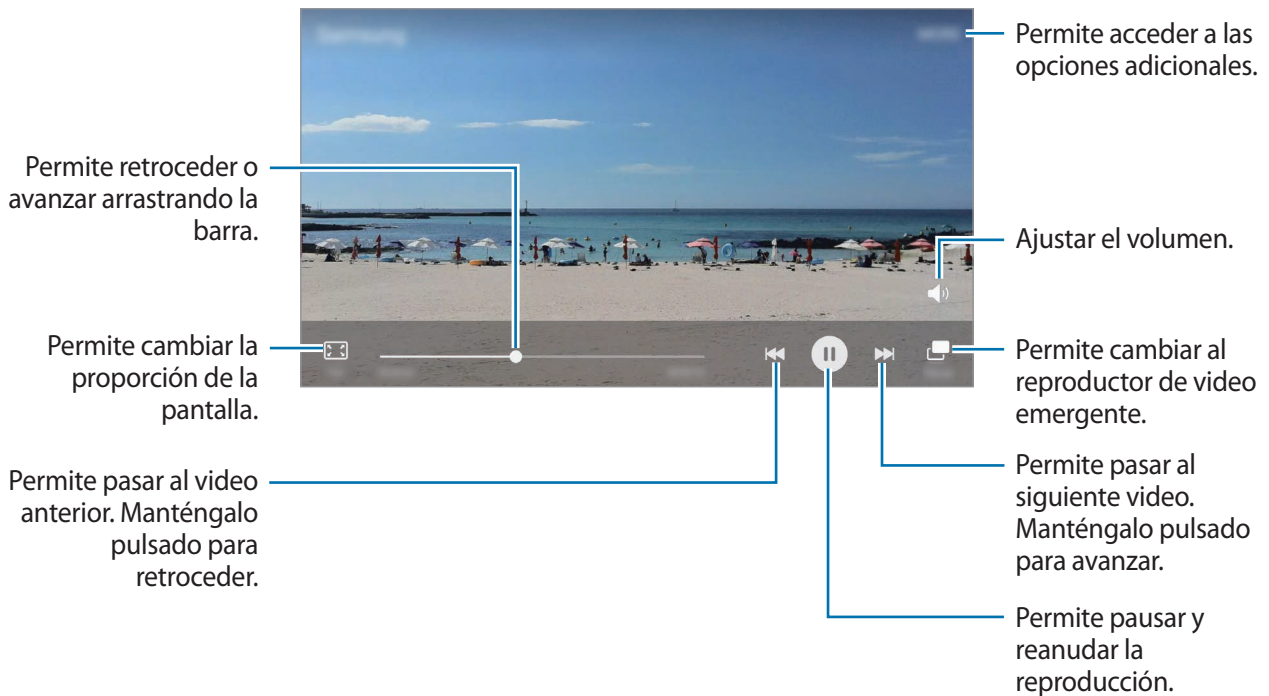 Permite acceder a las
opciones adicionales.
Permite retroceder o
avanzar arrastrando la
barra.
Ajustar el volumen.
Permite cambiar la
proporción de la
pantalla.
Permite cambiar al
reproductor de video
emergente.
Permite pasar al video
anterior. Manténgalo
pulsado para
retroceder.
Permite pasar al
siguiente video.
Manténgalo pulsado
para avanzar.
Permite pausar y
reanudar la
reproducción.